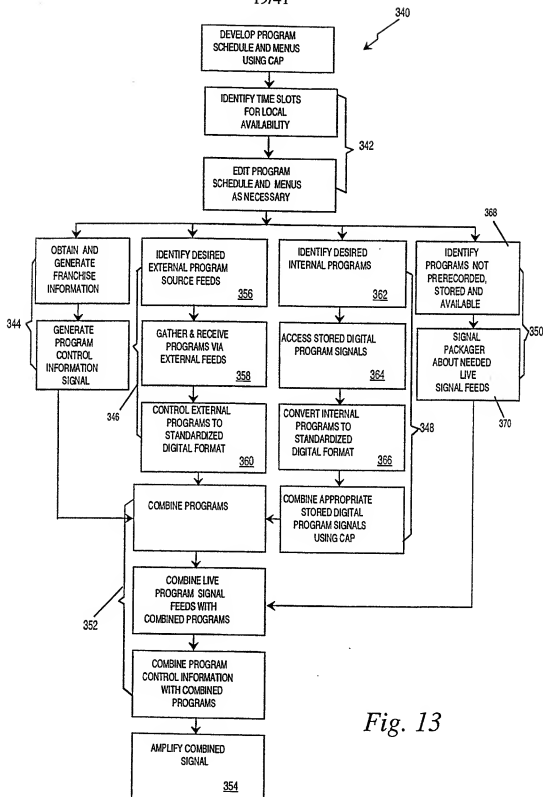 19/41
340
DEVELOP PROGRAM
SCHEDULE AND MENUS
USING CAP
IDENTIFY TIME SLOTS
FOR LOCAL
AVAILABILITY
342
EDIT PROGRAM
SCHEDULE AND MENUS
AS NECESSARY
OBTAIN AND
GENERATE
FRANCHISE
INFORMATION
GENERATE
PROGRAM
CONTROL
INFORMATION
SIGNAL
344
IDENTIFY DESIRED
EXTERNAL PROGRAM
SOURCE FEEDS
356
GATHER & RECEIVE
PROGRAMS VIA
EXTERNAL FEEDS
358
CONTROL EXTERNAL
PROGRAMS TO
STANDARDIZED
DIGITAL FORMAT
360
346
IDENTIFY DESIRED
INTERNAL PROGRAMS
362
ACCESS STORED DIGITAL
PROGRAM SIGNALS
364
CONVERT INTERNAL
PROGRAMS TO
STANDARDIZED
DIGITAL FORMAT
366
COMBINE APPROPRIATE
STORED DIGITAL
PROGRAM SIGNALS
USING CAP
348
368
IDENTIFY
PROGRAMS NOT
PRERECORDED,
STORED AND
AVAILABLE
SIGNAL
PACKAGER
ABOUT NEEDED
LIVE
SIGNAL FEEDS
350
370
COMBINE PROGRAMS
COMBINE LIVE
PROGRAM SIGNAL
FEEDS WITH
COMBINED PROGRAMS
COMBINE PROGRAM
CONTROL INFORMATION
WITH COMBINED
PROGRAMS
352
AMPLIFY COMBINED
SIGNAL
354
Fig. 13